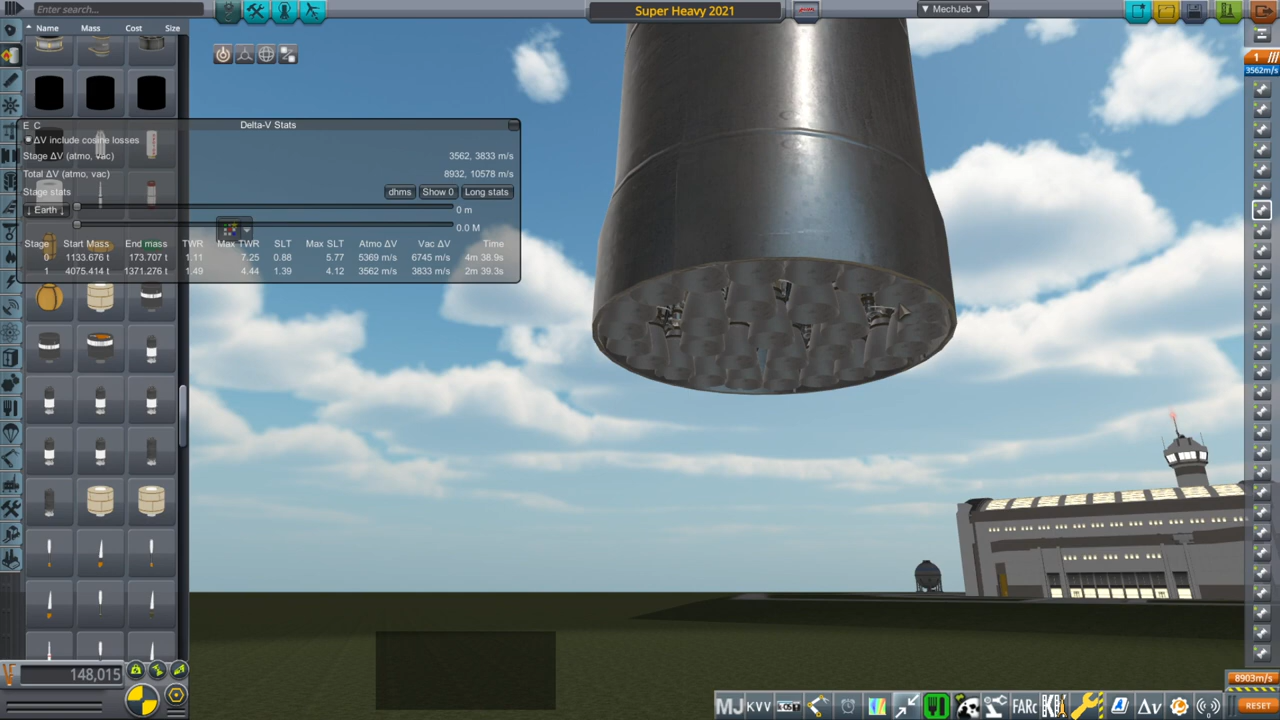 Enter search...
Super Heavy 2021
▼ MechJeb ▼
Name Mass Cost Size
1
3562m/s
E C Delta-V Stats
ΔV include cosine losses
Stage ΔV (atmo, vac) 3562, 3833 m/s
Total ΔV (atmo, vac) 8932, 10578 m/s
Stage stats dhms Show 0 Long stats
↓ Earth ↓ 0 m
0.0 M
Stage Start Mass End mass TWR Max TWR SLT Max SLT Atmo ΔV Vac ΔV Time
0 1133.676 t 173.707 t 1.11 7.25 0.88 5.77 5369 m/s 6745 m/s 4m 38.9s
1 4075.414 t 1371.276 t 1.49 4.44 1.39 4.12 3562 m/s 3833 m/s 2m 39.3s
148,015
8903m/s
MJ KVV FARc Δv RESET